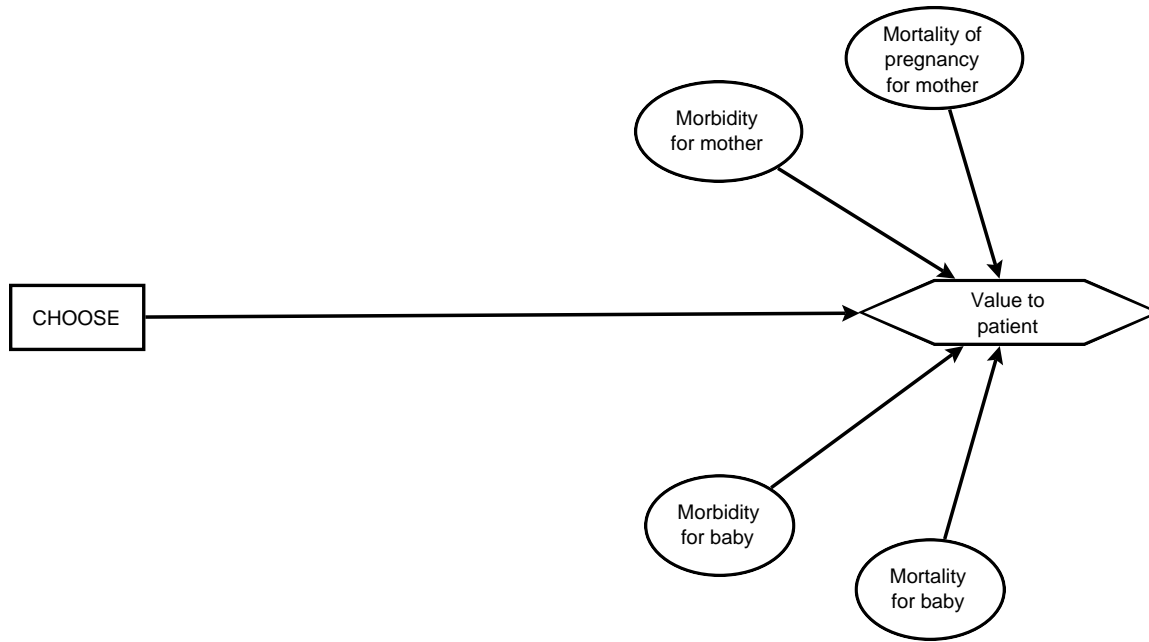 Mortality of
pregnancy
for mother
Morbidity
for mother
CHOOSE
Value to
patient
Morbidity
for baby
Mortality
for baby